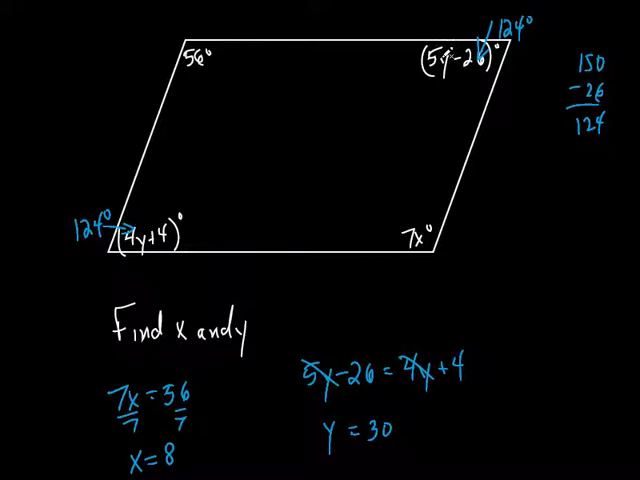 56°
(5y-26)°
124°
150
-26
124
124°
(4y+4)°
7x°
Find x and y
5y-26=4y+4
7x=56
7 7
y=30
x=8